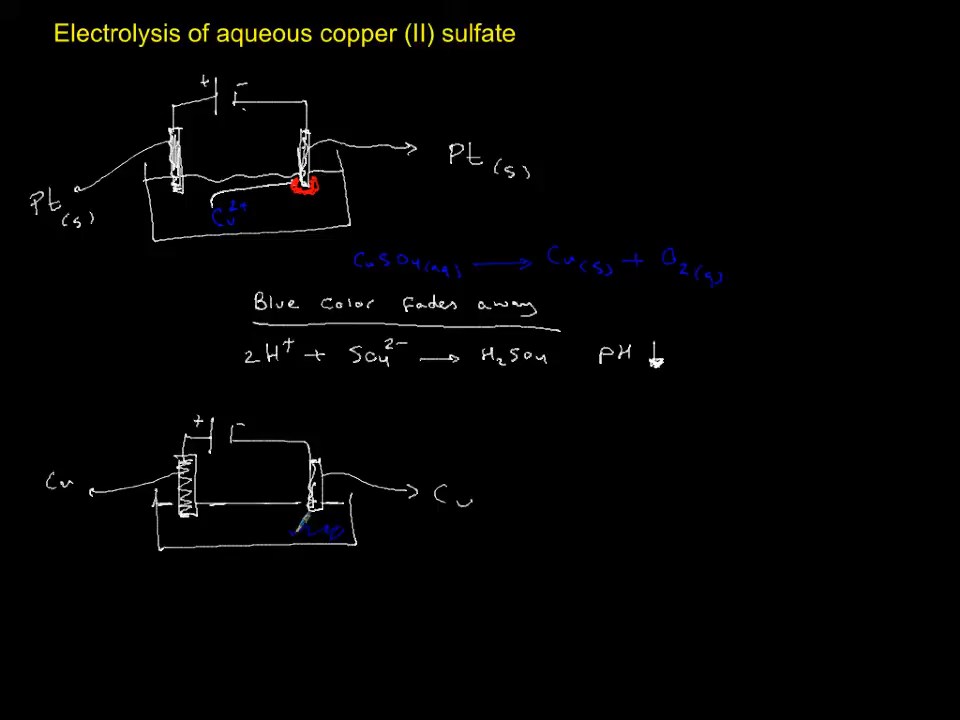 Electrolysis of aqueous copper (II) sulfate
+ −
Pt (s)
Pt (s)
Cu²⁺
CuSO4(aq) → Cu(s) + O2(g)
Blue color fades away
2H⁺ + SO4²⁻ → H2SO4 PH ↓
+ −
Cu
Cu